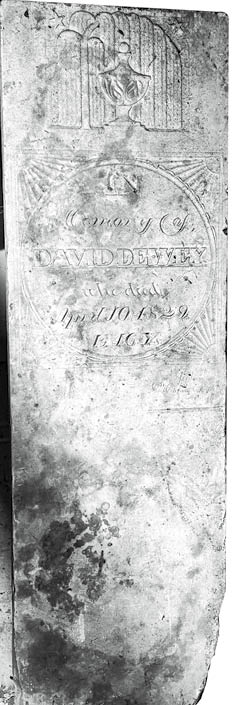 IN
Memory Of,
DAVID DEWEY
who died
April 10 1829